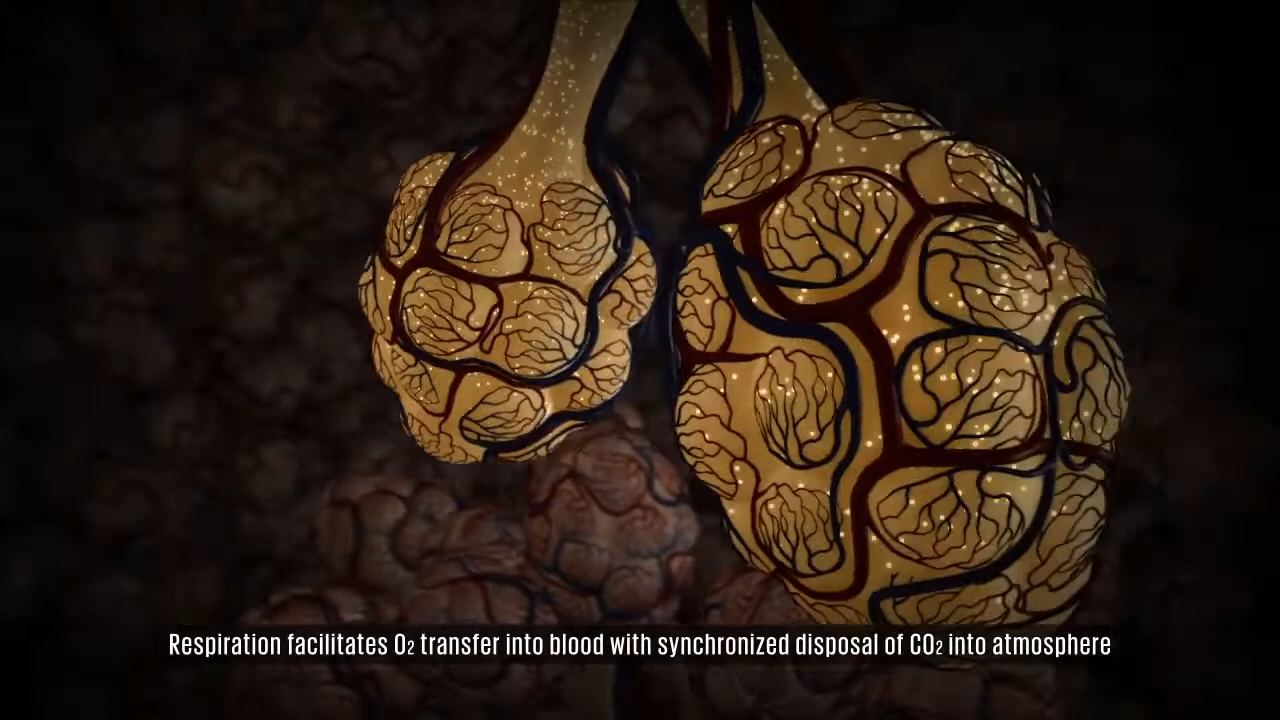 Respiration facilitates O₂ transfer into blood with synchronized disposal of CO₂ into atmosphere